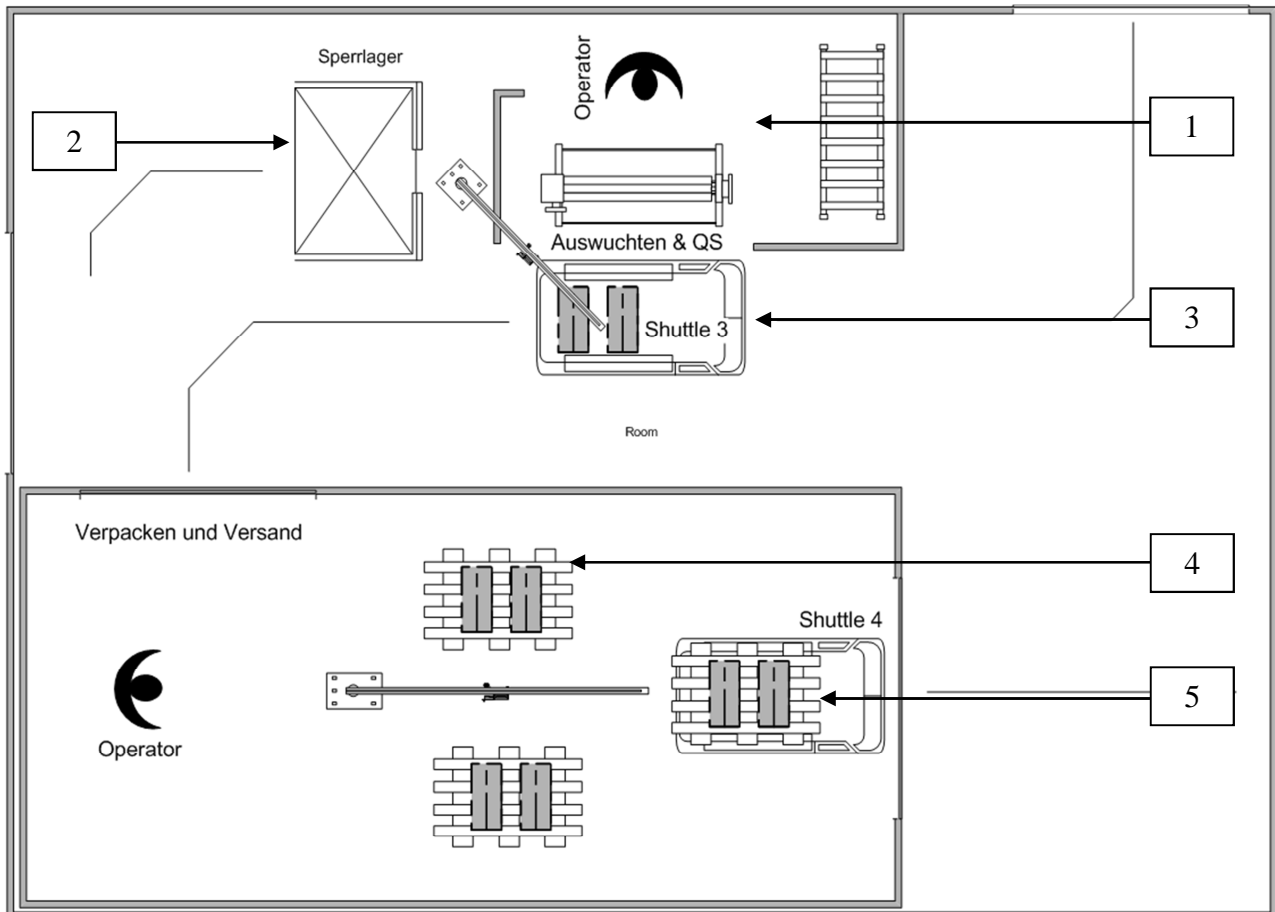 Sperrlager
Operator
2
1
Auswuchten & QS
3
Shuttle 3
Room
Verpacken und Versand
4
Shuttle 4
5
Operator